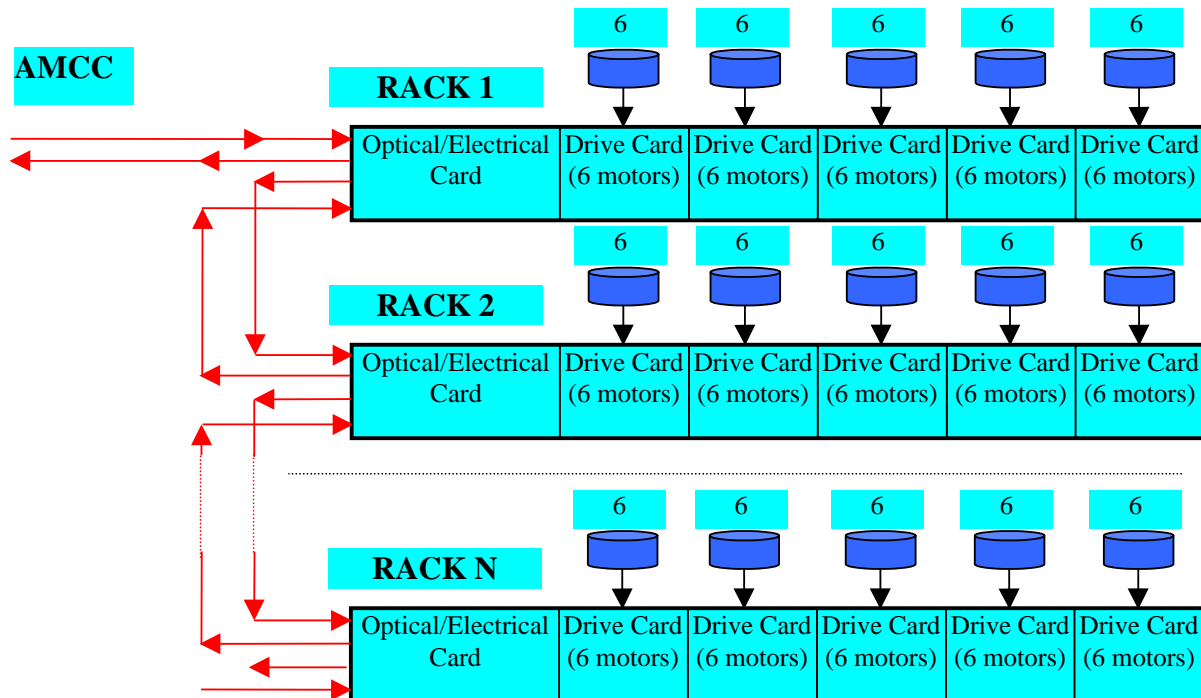 6 6 6 6 6
AMCC
RACK 1
Optical/Electrical Card Drive Card (6 motors) Drive Card (6 motors) Drive Card (6 motors) Drive Card (6 motors) Drive Card (6 motors)
6 6 6 6 6
RACK 2
Optical/Electrical Card Drive Card (6 motors) Drive Card (6 motors) Drive Card (6 motors) Drive Card (6 motors) Drive Card (6 motors)
6 6 6 6 6
RACK N
Optical/Electrical Card Drive Card (6 motors) Drive Card (6 motors) Drive Card (6 motors) Drive Card (6 motors) Drive Card (6 motors)